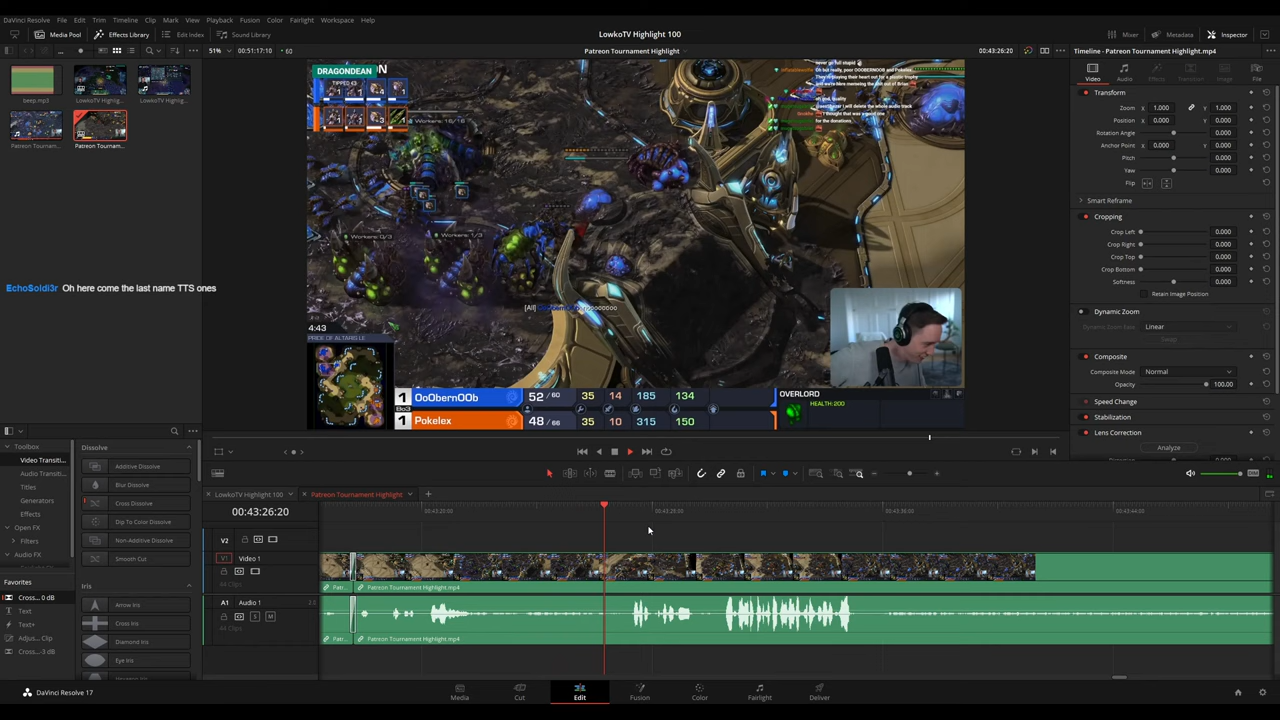 DaVinci Resolve File Edit Trim Timeline Clip Mark View Playback Fusion Color Fairlight Workspace Help
Media Pool Effects Library Edit Index Sound Library
LowkoTV Highlight 100
Mixer Metadata Inspector
51% 00:51:17:10 60
Patreon Tournament Highlight
00:43:26:20
Timeline - Patreon Tournament Highlight.mp4
Video Audio Effects Transition Image File
beep.mp3 LowkoTV Highlig... LowkoTV Highlig...
Patreon Tournam... Patreon Tournam...
DRAGONDEAN
TIPPED €3
Workers: 16/16
Workers: 0/3
Workers: 1/3
EchoSoldi3r Oh here come the last name TTS ones
4:43
PRIDE OF ALTARELLE
1 OoObernOOb 52 / 60 35 14 185 134
Bo3
1 Pokelex 48 / 66 35 10 315 150
OVERLORD
HEALTH: 200
Transform
Zoom X 1.000 Y 1.000
Position X 0.000 Y 0.000
Rotation Angle 0.000
Anchor Point X 0.000 Y 0.000
Pitch 0.000
Yaw 0.000
Flip
Smart Reframe
Cropping
Crop Left 0.000
Crop Right 0.000
Crop Top 0.000
Crop Bottom 0.000
Softness 0.000
Retain Image Position
Dynamic Zoom
Dynamic Zoom Ease Linear
Swap
Composite
Composite Mode Normal
Opacity 100.00
Speed Change
Stabilization
Lens Correction
Analyze
Toolbox
Video Transiti...
Audio Transiti...
Titles
Generators
Effects
Open FX
Filters
Audio FX
Favorites
Cross... 0 dB
Text
Text+
Adjus... Clip
Cross...-3 dB
Dissolve
Additive Dissolve
Blur Dissolve
Cross Dissolve
Dip To Color Dissolve
Non-Additive Dissolve
Smooth Cut
Iris
Arrow Iris
Cross Iris
Diamond Iris
Eye Iris
DIM
LowkoTV Highlight 100 Patreon Tournament Highlight
00:43:26:20
V2
V1 Video 1
44 Clips
A1 Audio 1 2.0
S M
Patr... Patreon Tournament Highlight.mp4
Patr... Patreon Tournament Highlight.mp4
DaVinci Resolve 17
Media Cut Edit Fusion Color Fairlight Deliver